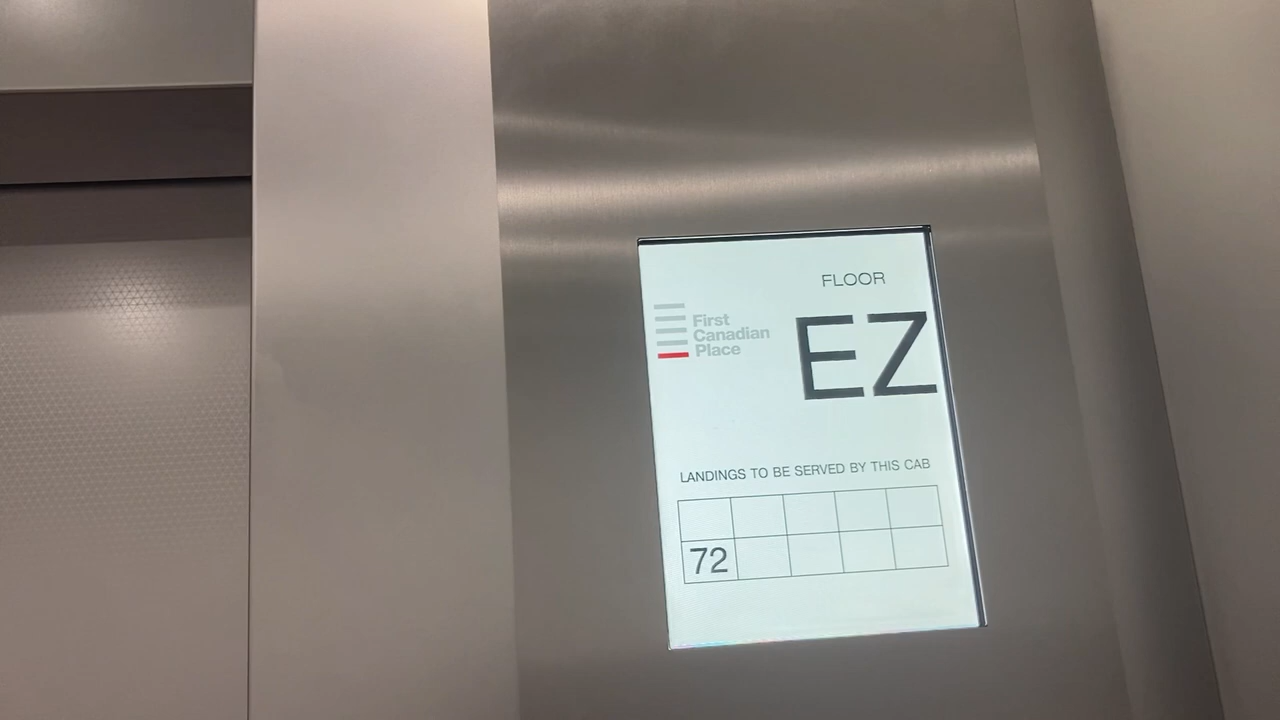 FLOOR
First
Canadian
Place
EZ
LANDINGS TO BE SERVED BY THIS CAB
72